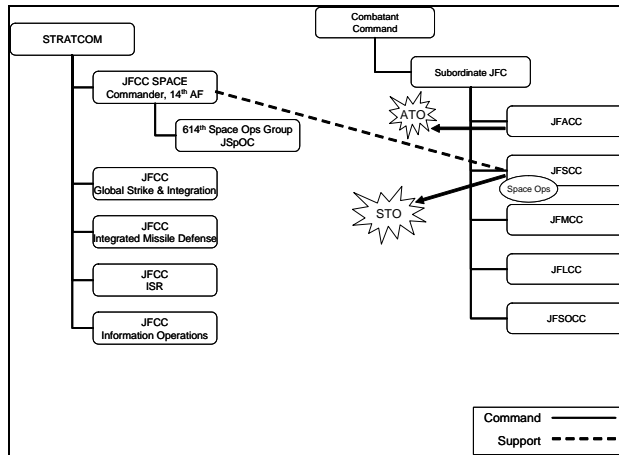 STRATCOM
JFCC SPACE
Commander, 14th AF
614th Space Ops Group
JSpOC
JFCC
Global Strike & Integration
JFCC
Integrated Missile Defense
JFCC
ISR
JFCC
Information Operations
Combatant
Command
Subordinate JFC
ATO
JFACC
JFSCC
Space Ops
STO
JFMCC
JFLCC
JFSOCC
Command
Support